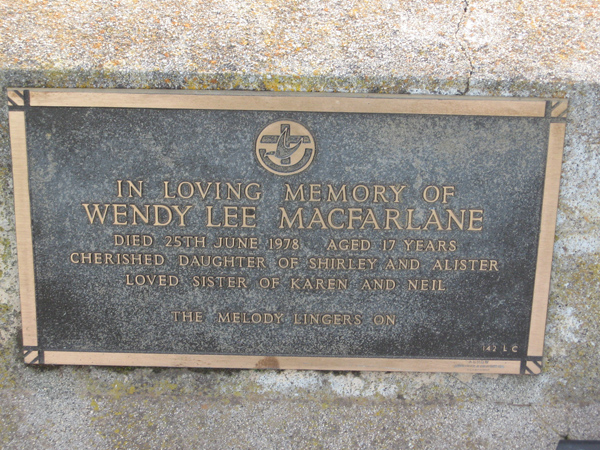 IN LOVING MEMORY OF
WENDY LEE MACFARLANE
DIED 25TH JUNE 1978 AGED 17 YEARS
CHERISHED DAUGHTER OF SHIRLEY AND ALISTER
LOVED SISTER OF KAREN AND NEIL
THE MELODY LINGERS ON
142 L C